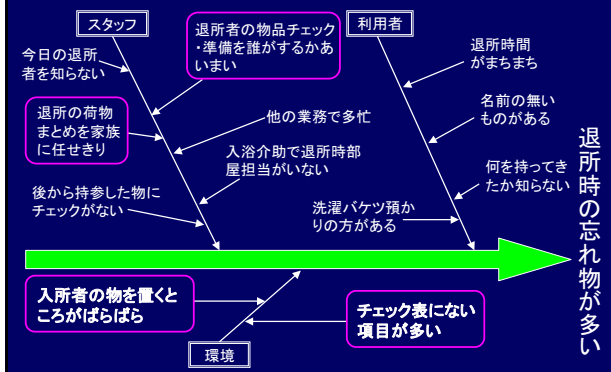 スタッフ
退所者の物品チェック
・準備を誰がするかあ
いまい
利用者
今日の退所
者を知らない
退所時間
がまちまち
退所の荷物
まとめを家族
に任せきり
他の業務で多忙
名前の無い
ものがある
入浴介助で退所時部
屋担当がいない
何を持ってき
たか知らない
後から持参した物に
チェックがない
洗濯バケツ預か
りの方がある
退所時の忘れ物が多い
入所者の物を置くと
ころがばらばら
チェック表にない
項目が多い
環境